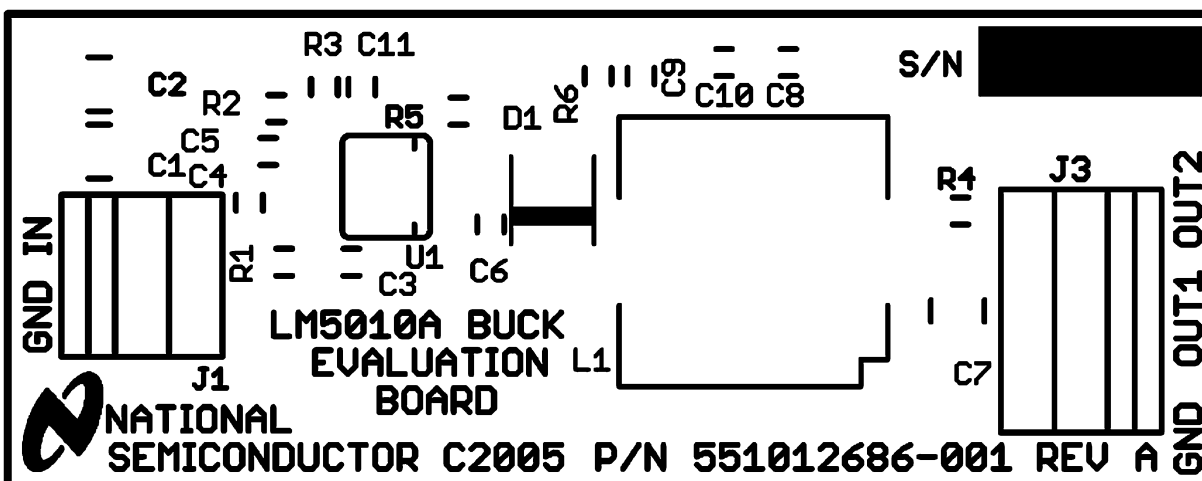 R3 C11
S/N
C2
R2
R5
D1
R6
C9
C10 C8
C5
C1
C4
R4
J3
GND IN
R1
U1
C3
C6
LM5010A BUCK
EVALUATION
BOARD
L1
C7
J1
GND OUT1 OUT2
NATIONAL
SEMICONDUCTOR C2005 P/N 551012686-001 REV A